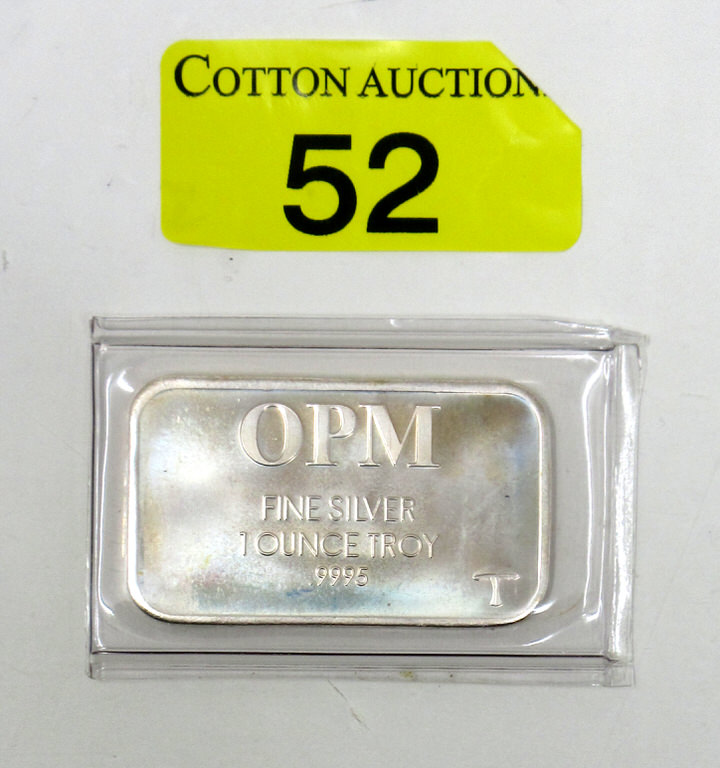 COTTON AUCTION
52
OPM
FINE SILVER
1 OUNCE TROY
.9995
T